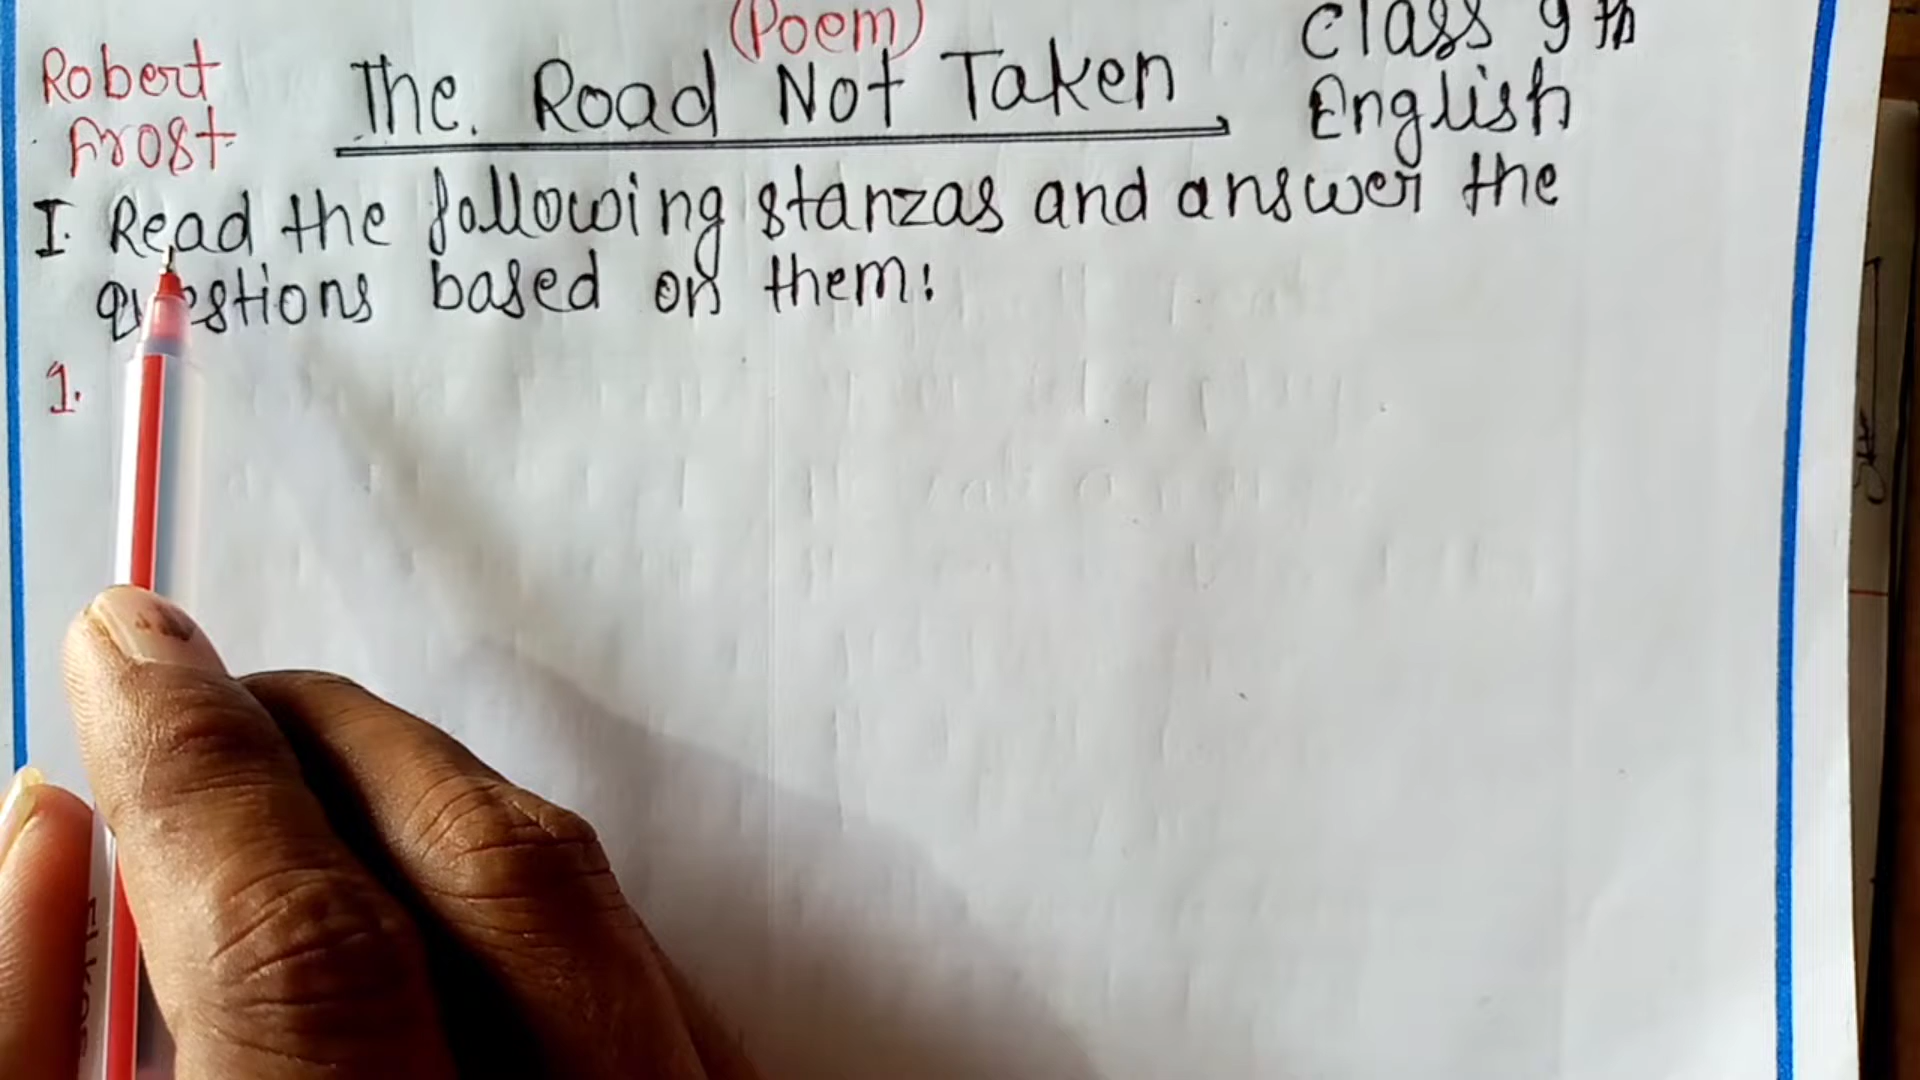 (Poem)
Robert
Frost
The. Road Not Taken
Class 9th
English
I. Read the following stanzas and answer the
questions based on them:
1.